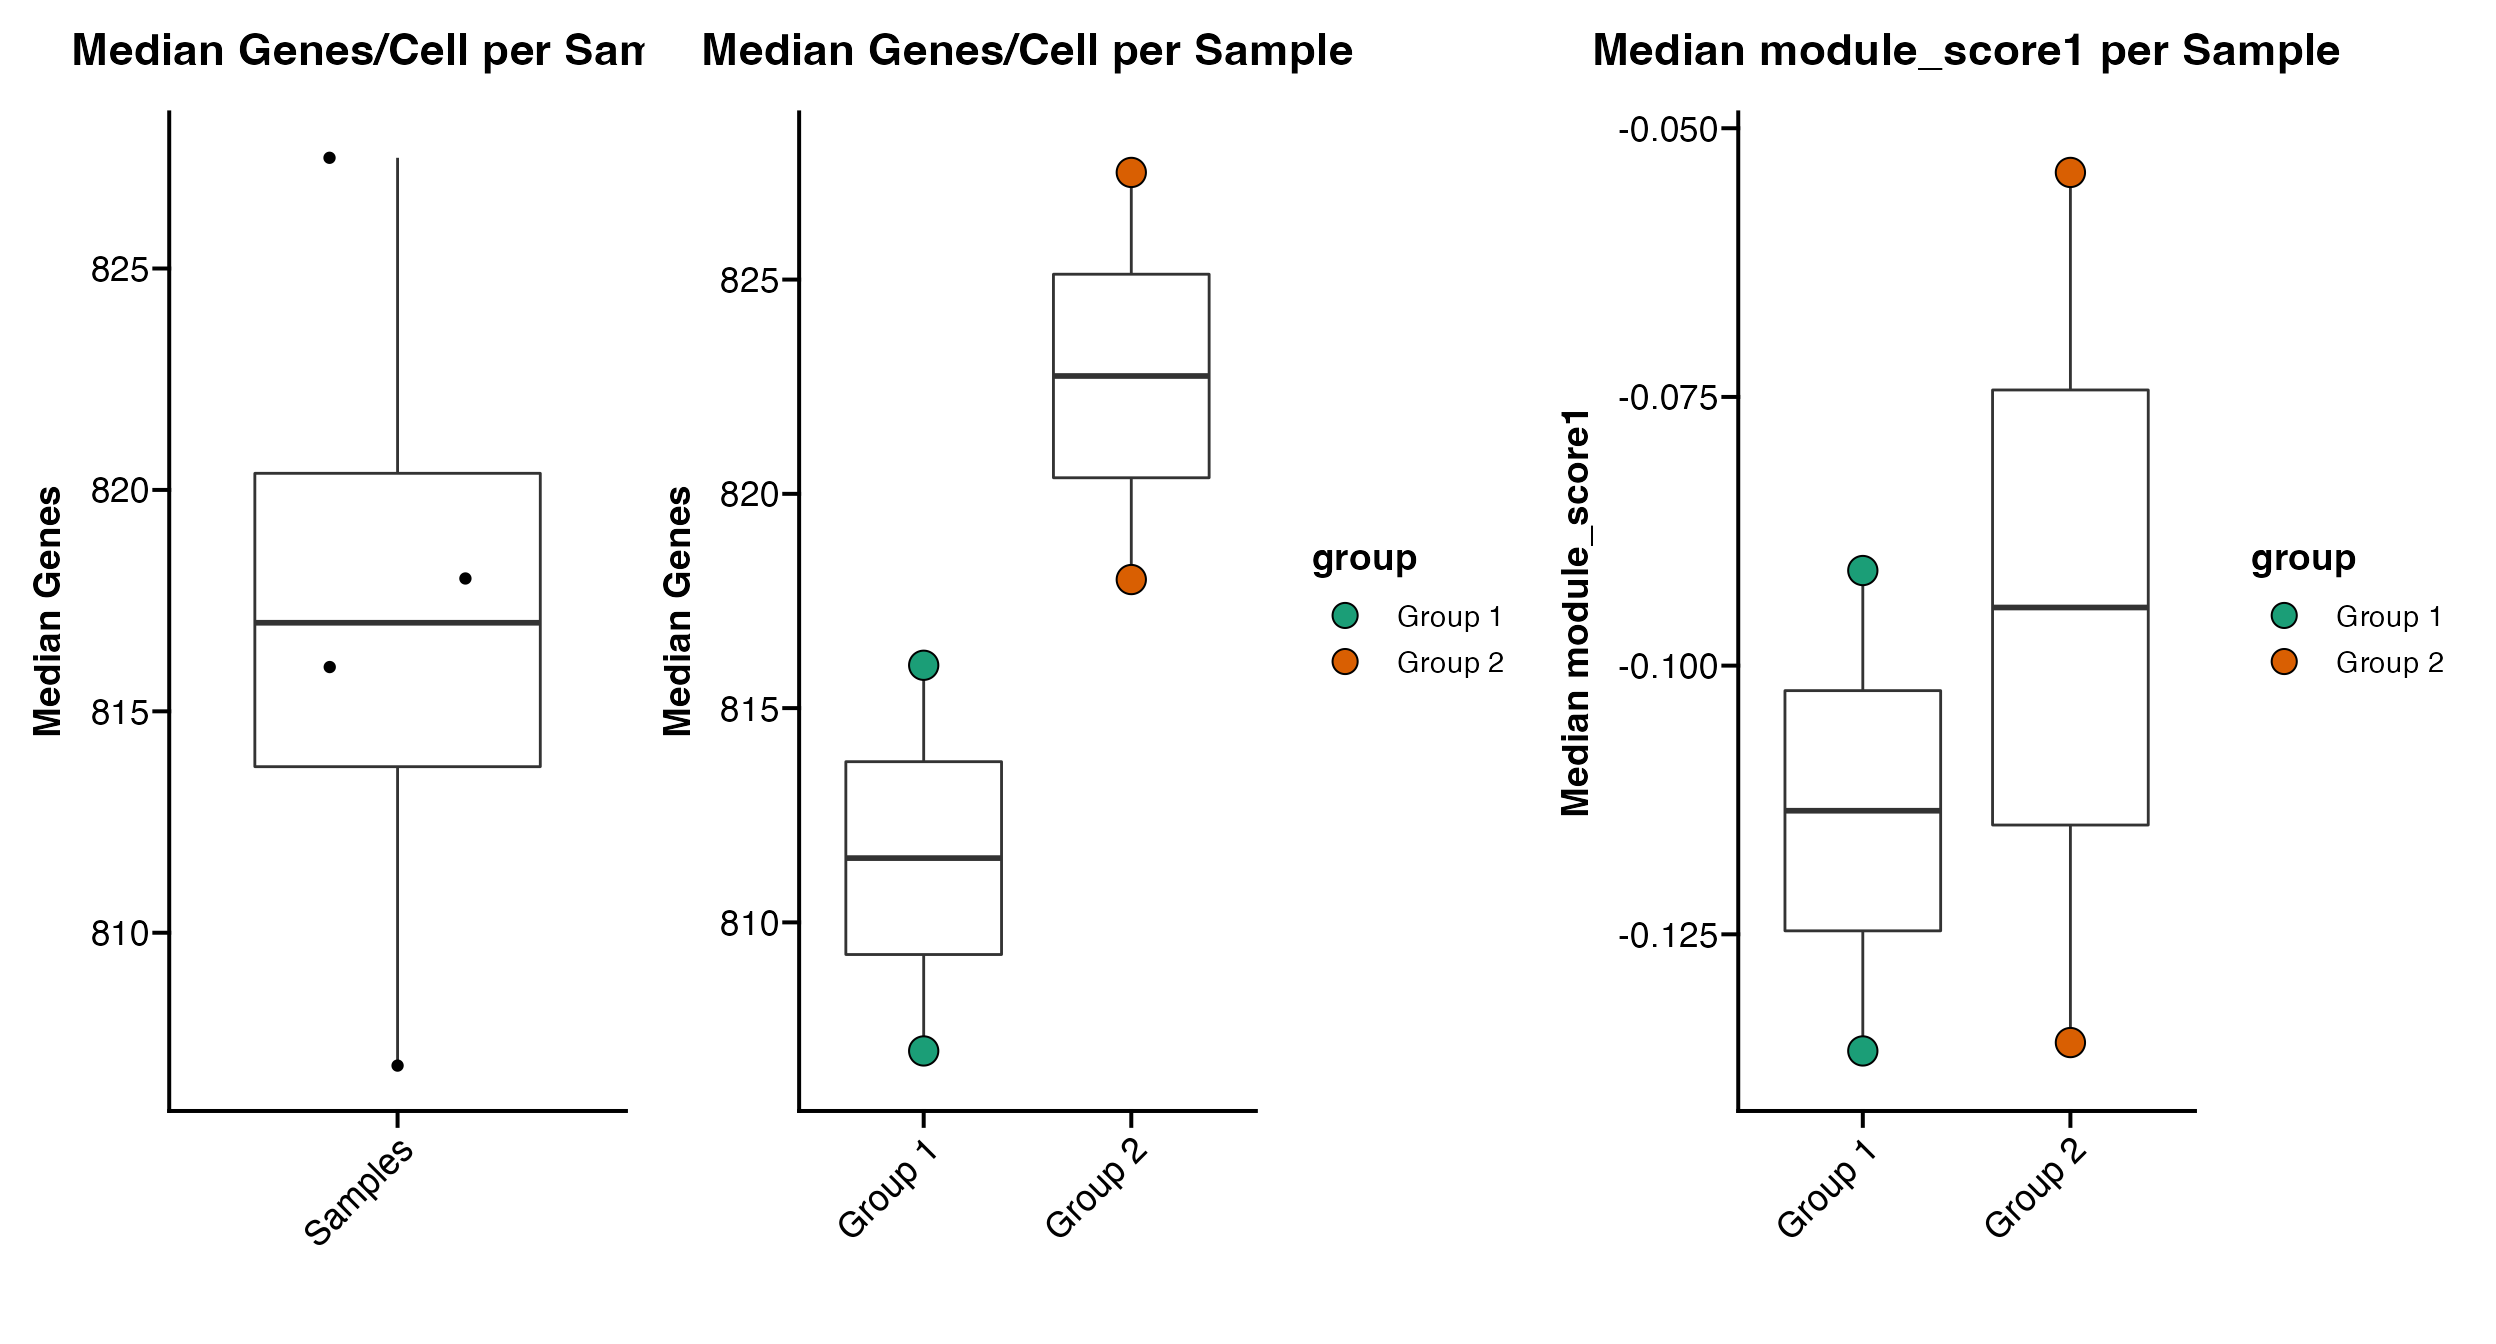 Median Genes/Cell per Sam
Median Genes
825
820
815
810
Samples
Median Genes/Cell per Sample
Median Genes
825
820
815
810
Group 1
Group 2
group
Group 1
Group 2
Median module_score1 per Sample
Median module_score1
-0.050
-0.075
-0.100
-0.125
Group 1
Group 2
group
Group 1
Group 2